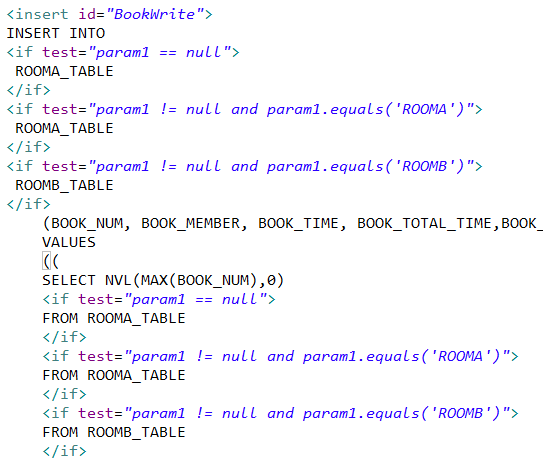 <insert id="BookWrite">
INSERT INTO
<if test="param1 == null">
ROOMA_TABLE
</if>
<if test="param1 != null and param1.equals('ROOMA')">
ROOMA_TABLE
</if>
<if test="param1 != null and param1.equals('ROOMB')">
ROOMB_TABLE
</if>
(BOOK_NUM, BOOK_MEMBER, BOOK_TIME, BOOK_TOTAL_TIME,BOOK_
VALUES
((
SELECT NVL(MAX(BOOK_NUM),0)
<if test="param1 == null">
FROM ROOMA_TABLE
</if>
<if test="param1 != null and param1.equals('ROOMA')">
FROM ROOMA_TABLE
</if>
<if test="param1 != null and param1.equals('ROOMB')">
FROM ROOMB_TABLE
</if>